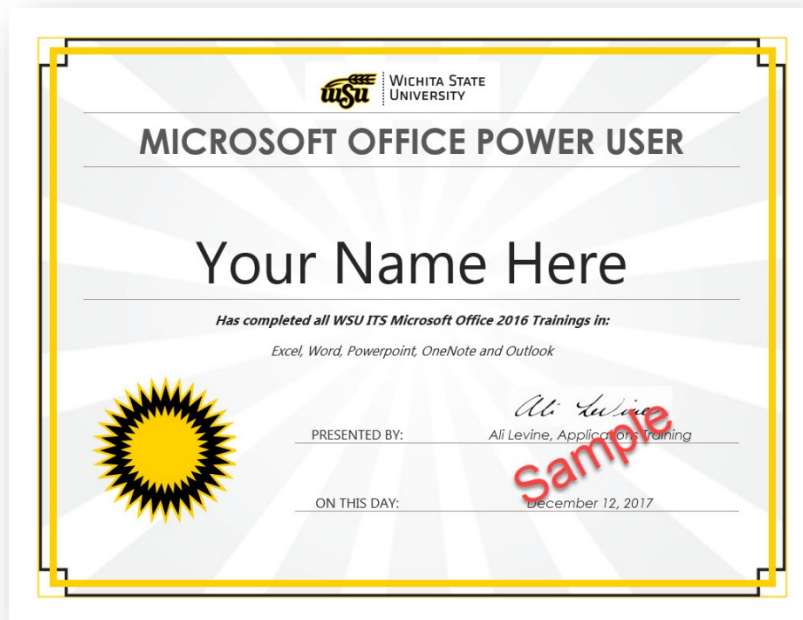 WSU
WICHITA STATE
UNIVERSITY
MICROSOFT OFFICE POWER USER
Your Name Here
Has completed all WSU ITS Microsoft Office 2016 Trainings in:
Excel, Word, Powerpoint, OneNote and Outlook
Ali Levine
PRESENTED BY: Ali Levine, Applications Training
Sample
ON THIS DAY: December 12, 2017